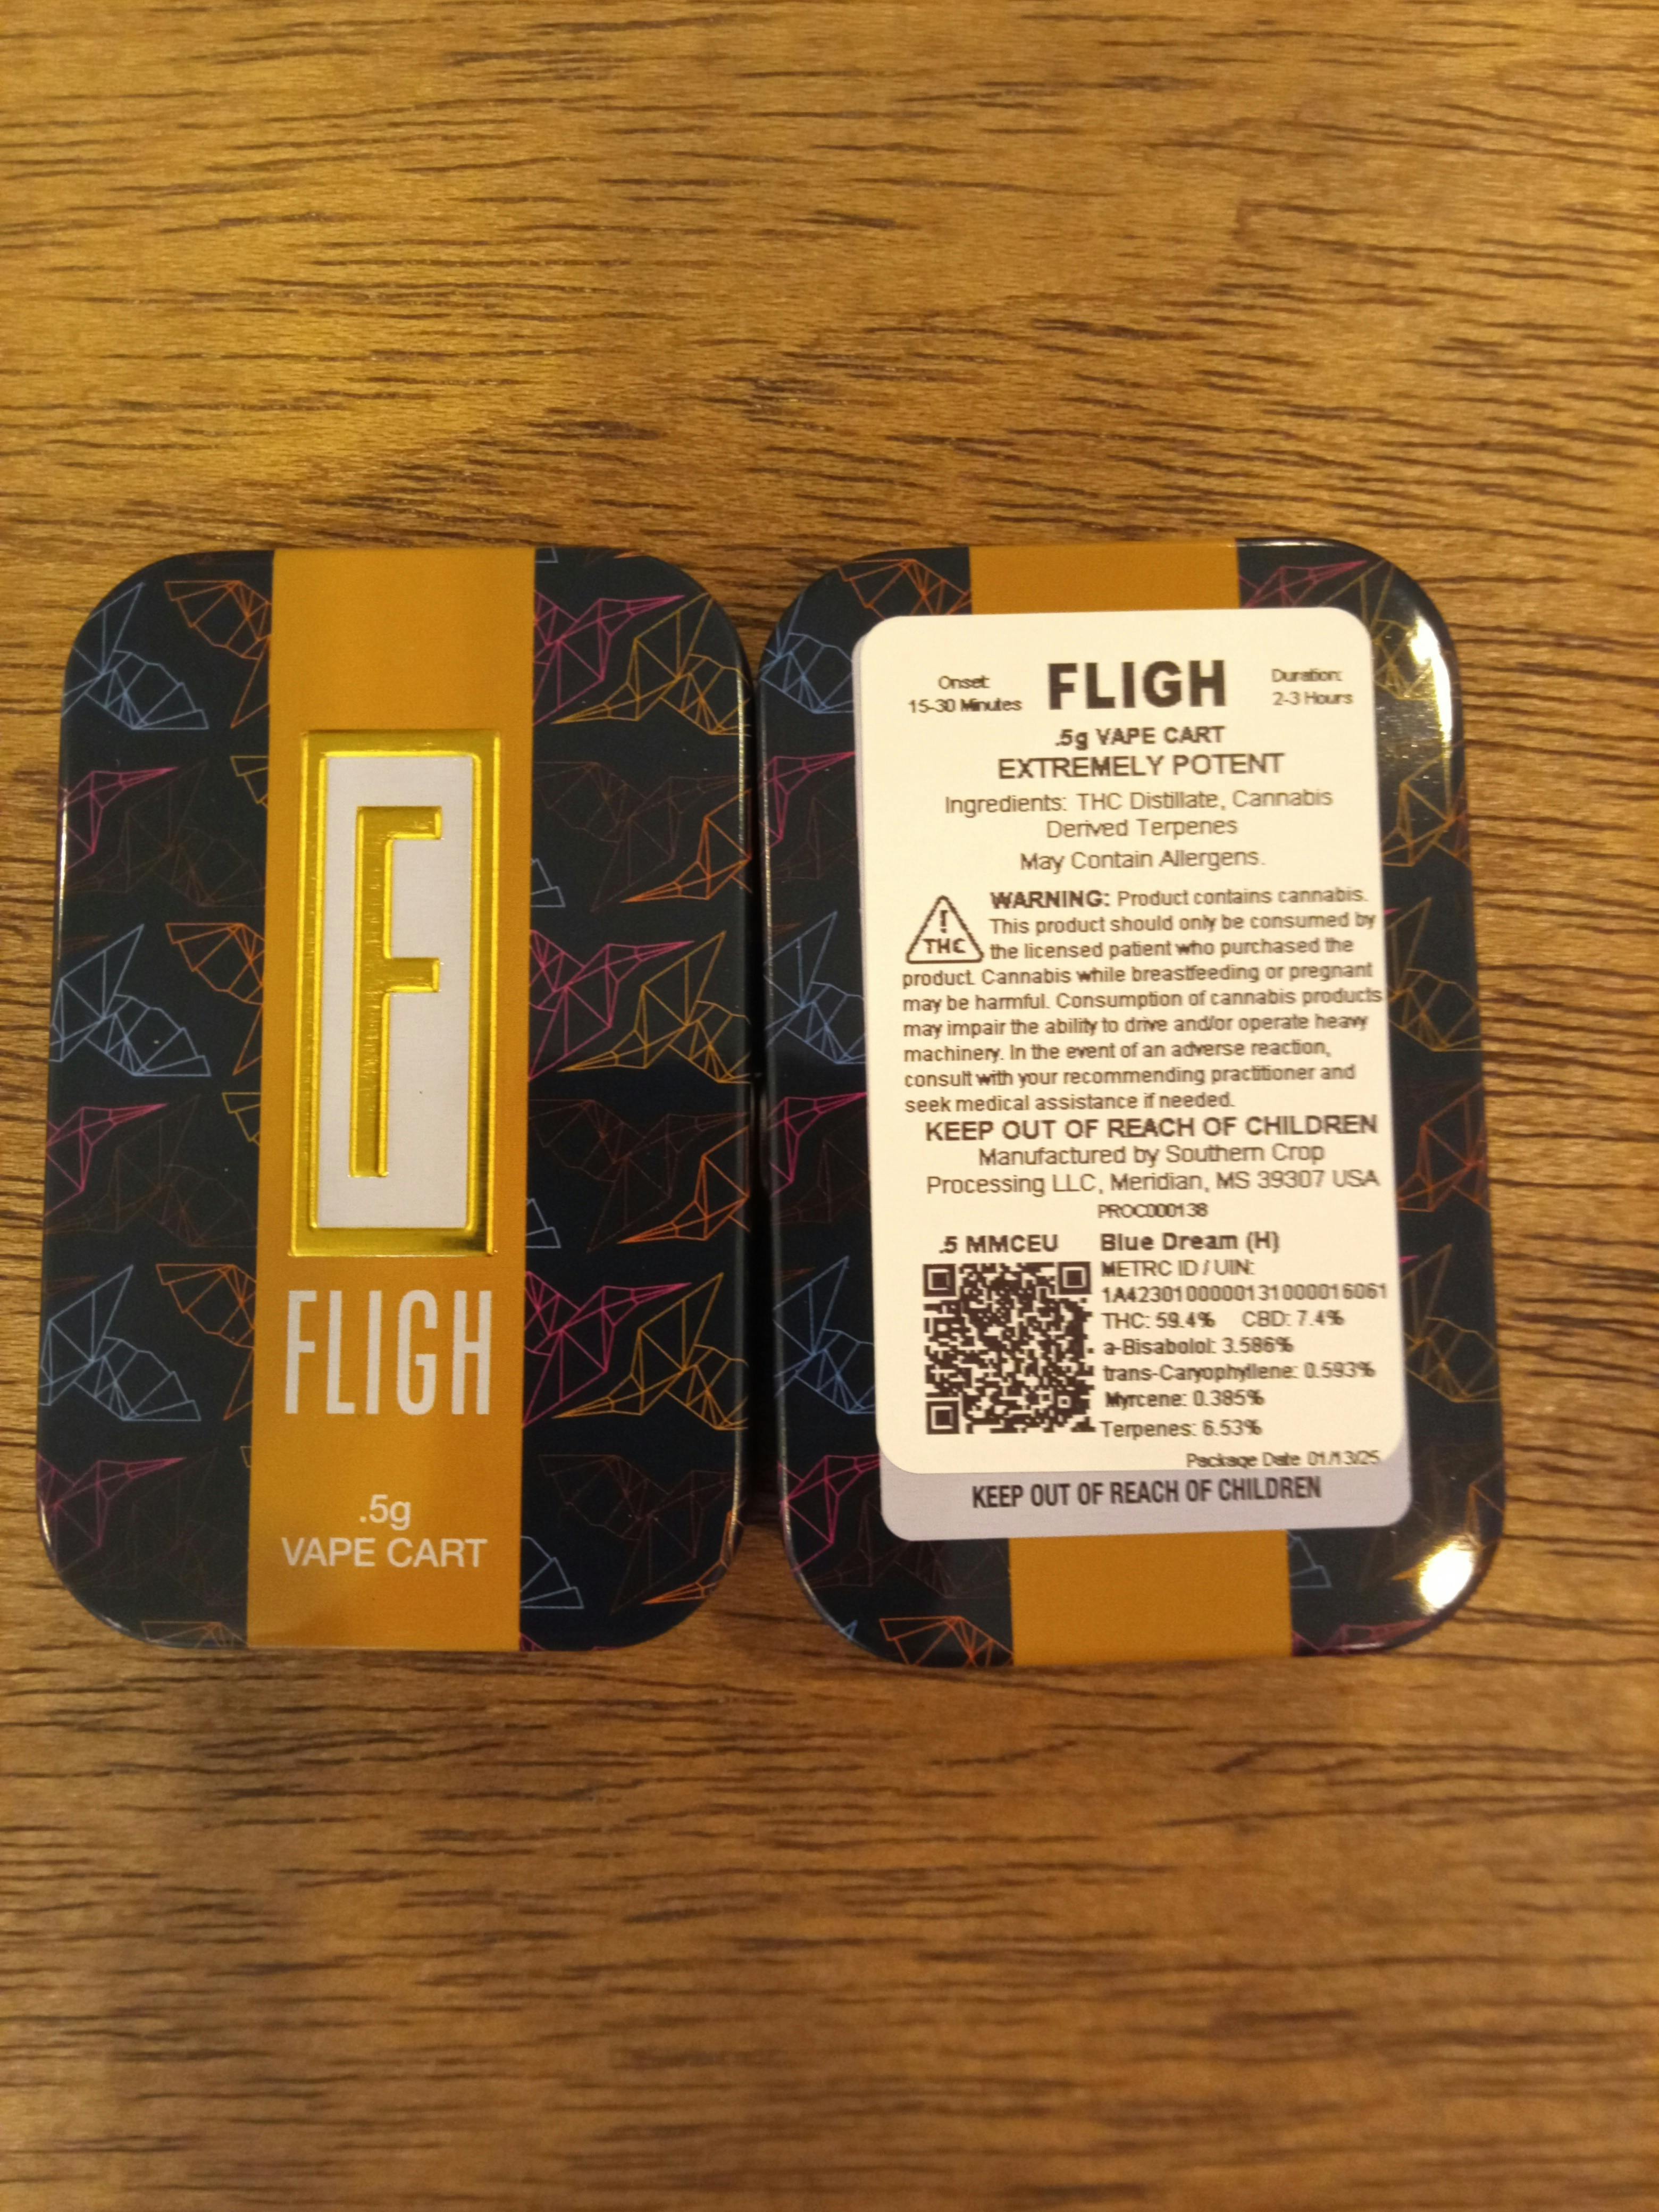 F
FLIGH
.5g
VAPE CART
Onset:
15-30 Minutes
FLIGH
Duration:
2-3 Hours
.5g VAPE CART
EXTREMELY POTENT
Ingredients: THC Distillate, Cannabis
Derived Terpenes
May Contain Allergens.
! THC
WARNING: Product contains cannabis.
This product should only be consumed by
the licensed patient who purchased the
product. Cannabis while breastfeeding or pregnant
may be harmful. Consumption of cannabis products
may impair the ability to drive and/or operate heavy
machinery. In the event of an adverse reaction,
consult with your recommending practitioner and
seek medical assistance if needed.
KEEP OUT OF REACH OF CHILDREN
Manufactured by Southern Crop
Processing LLC, Meridian, MS 39307 USA
PROC000138
.5 MMCEU
Blue Dream (H)
METRC ID / UIN:
1A4230100000131000016061
THC: 59.4% CBD: 7.4%
a-Bisabolol: 3.586%
trans-Caryophyllene: 0.593%
Myrcene: 0.385%
Terpenes: 6.53%
Package Date 01/13/25
KEEP OUT OF REACH OF CHILDREN